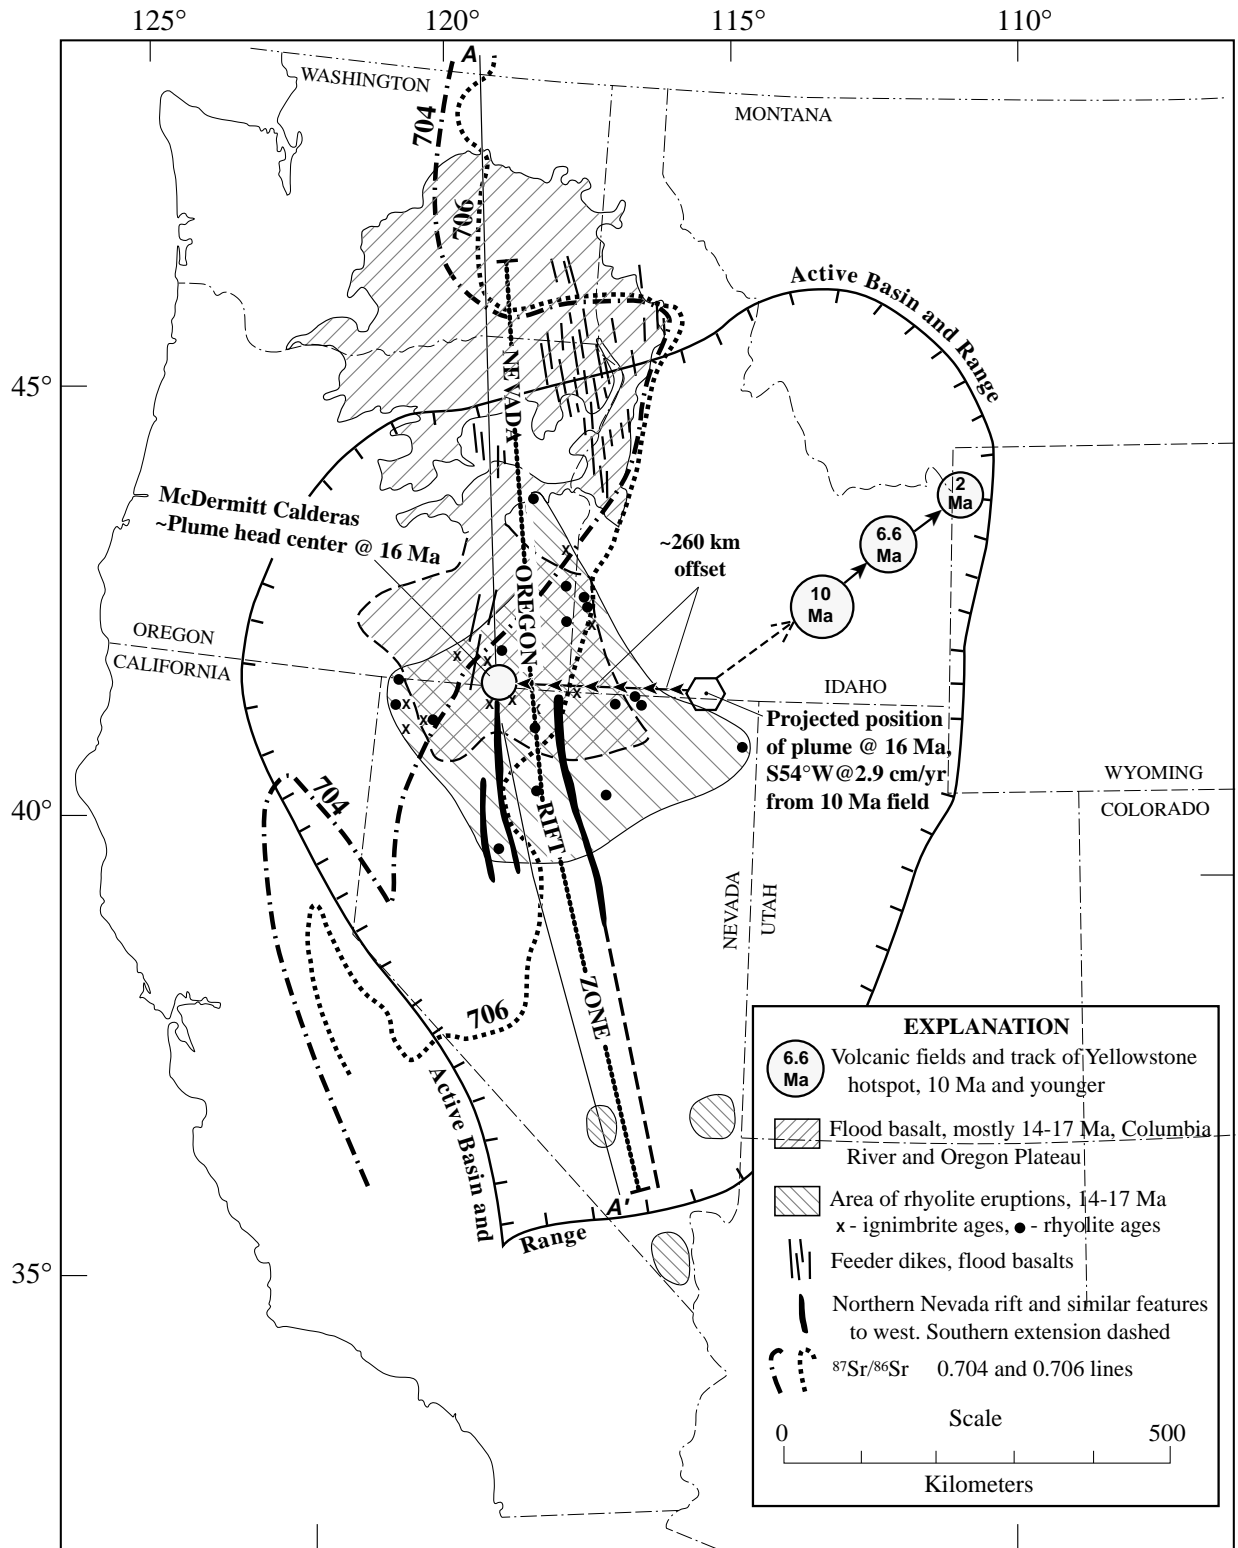 125° 120° 115° 110°
A
WASHINGTON
MONTANA
704
706
Active Basin and Range
45°
NEVADA
McDermitt Calderas
~Plume head center @ 16 Ma
2
Ma
6.6
Ma
~260 km
offset
10
Ma
OREGON
OREGON
CALIFORNIA
IDAHO
Projected position
of plume @ 16 Ma,
S54°W@2.9 cm/yr
from 10 Ma field
WYOMING
COLORADO
704
40°
RIFT
NEVADA
UTAH
ZONE
706
Active Basin and
Range
A'
35°
x x x x x x x x x x x x
EXPLANATION
6.6
Ma
Volcanic fields and track of Yellowstone
hotspot, 10 Ma and younger
Flood basalt, mostly 14-17 Ma, Columbia
River and Oregon Plateau
Area of rhyolite eruptions, 14-17 Ma
x - ignimbrite ages, ● - rhyolite ages
Feeder dikes, flood basalts
Northern Nevada rift and similar features
to west. Southern extension dashed
⁸⁷Sr/⁸⁶Sr 0.704 and 0.706 lines
Scale
0 500
Kilometers